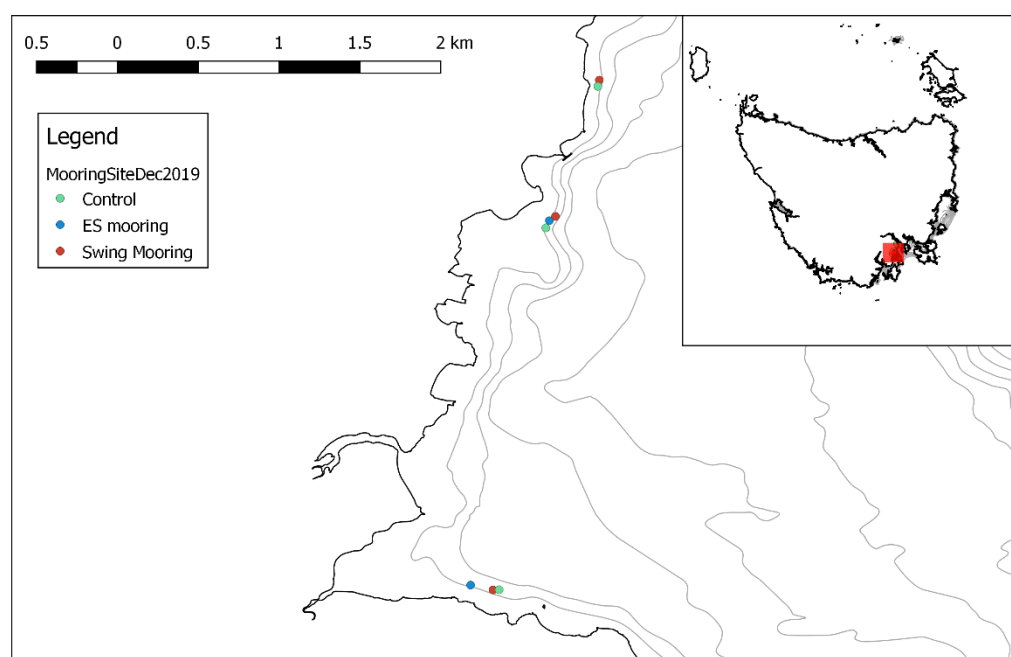 0.5 0 0.5 1 1.5 2 km
Legend
MooringSiteDec2019
Control
ES mooring
Swing Mooring